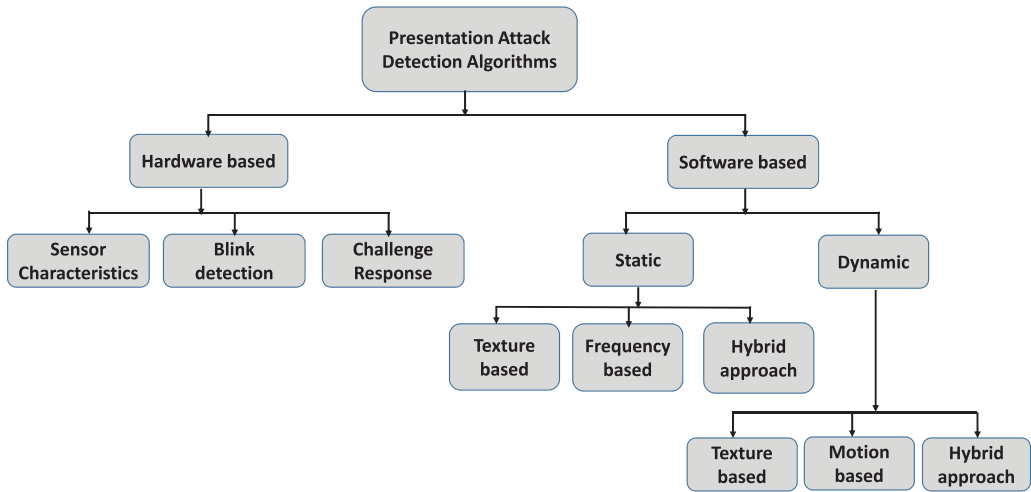 Presentation Attack
Detection Algorithms
Hardware based
Software based
Sensor
Characteristics
Blink
detection
Challenge
Response
Static
Dynamic
Texture
based
Frequency
based
Hybrid
approach
Texture
based
Motion
based
Hybrid
approach